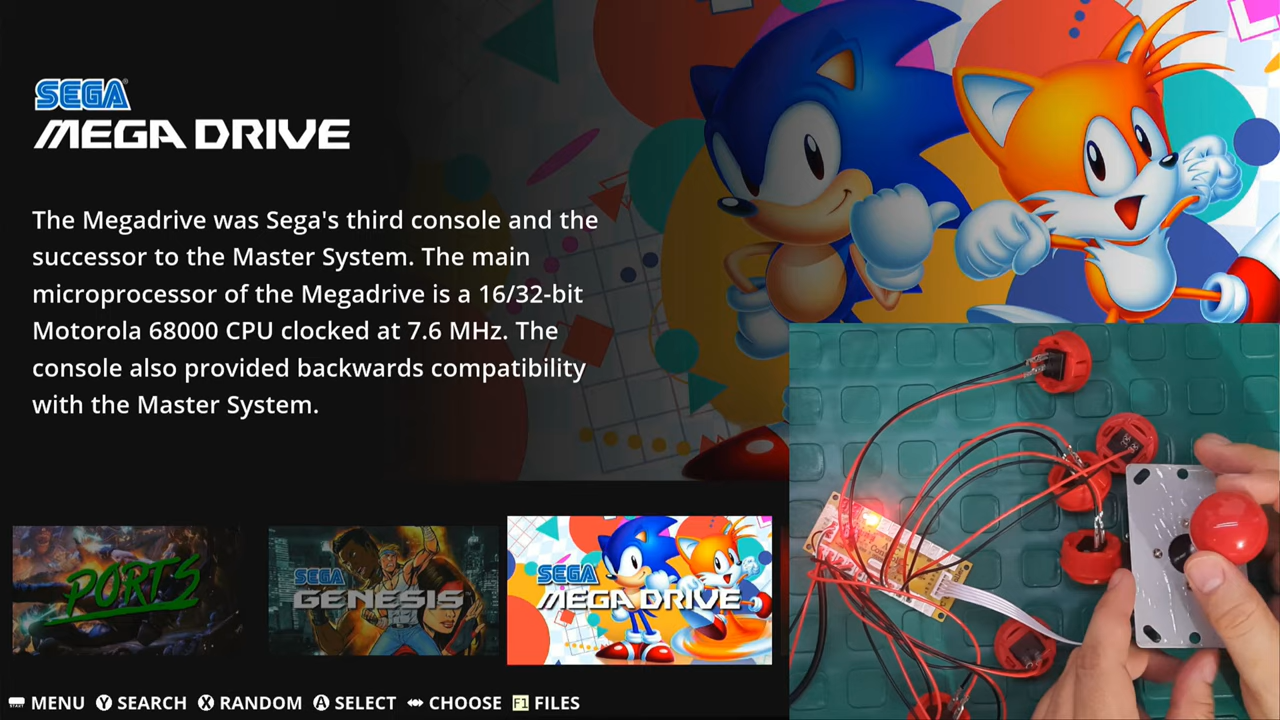 SEGA
MEGA DRIVE
The Megadrive was Sega's third console and the
successor to the Master System. The main
microprocessor of the Megadrive is a 16/32-bit
Motorola 68000 CPU clocked at 7.6 MHz. The
console also provided backwards compatibility
with the Master System.
PORTS
SEGA
GENESIS
SEGA
MEGA DRIVE
START MENU Y SEARCH X RANDOM A SELECT CHOOSE F1 FILES